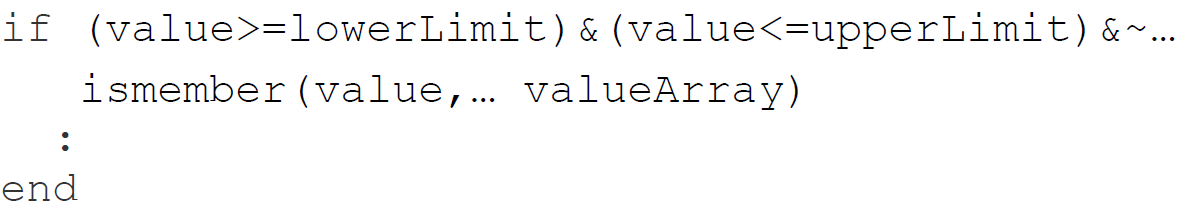 if (value>=lowerLimit)&(value<=upperLimit)&~…
ismember(value,… valueArray)
:
end